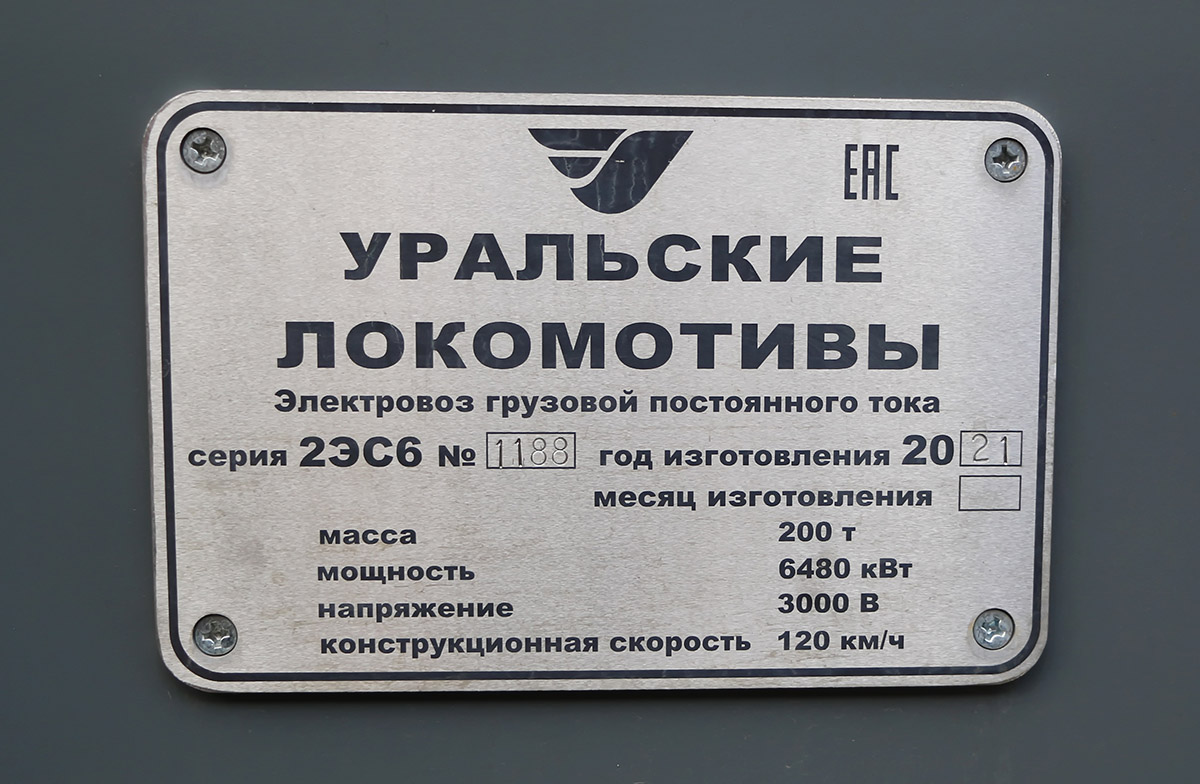 EAC
УРАЛЬСКИЕ
ЛОКОМОТИВЫ
Электровоз грузовой постоянного тока
серия 2ЭС6 № 1188 год изготовления 2021
месяц изготовления
масса 200 т
мощность 6480 кВт
напряжение 3000 В
конструкционная скорость 120 км/ч